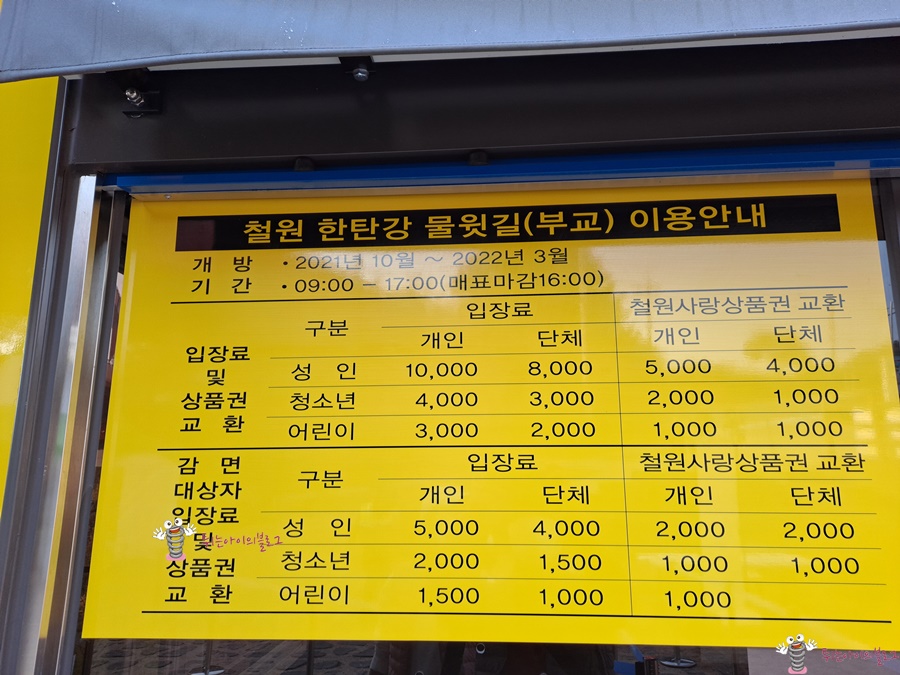 철원 한탄강 물윗길(부교) 이용안내
개 방 • 2021년 10월 ~ 2022년 3월
기 간 • 09:00 - 17:00(매표마감16:00)
입장료 및 상품권 교 환
구분 입장료 철원사랑상품권 교환
개인 단체 개인 단체
성 인 10,000 8,000 5,000 4,000
청소년 4,000 3,000 2,000 1,000
어린이 3,000 2,000 1,000 1,000
감 면 대상자 입장료 및 상품권 교 환
구분 입장료 철원사랑상품권 교환
개인 단체 개인 단체
성 인 5,000 4,000 2,000 2,000
청소년 2,000 1,500 1,000 1,000
어린이 1,500 1,000 1,000